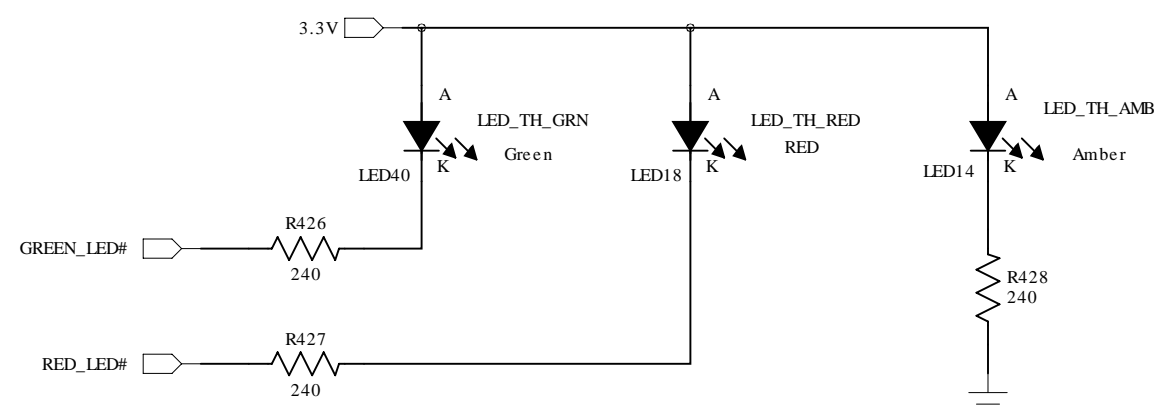 3.3V
A
LED_TH_GRN
Green
K
LED40
A
LED_TH_RED
RED
K
LED18
A
LED_TH_AMB
Amber
K
LED14
R426
GREEN_LED#
240
R428
240
R427
RED_LED#
240